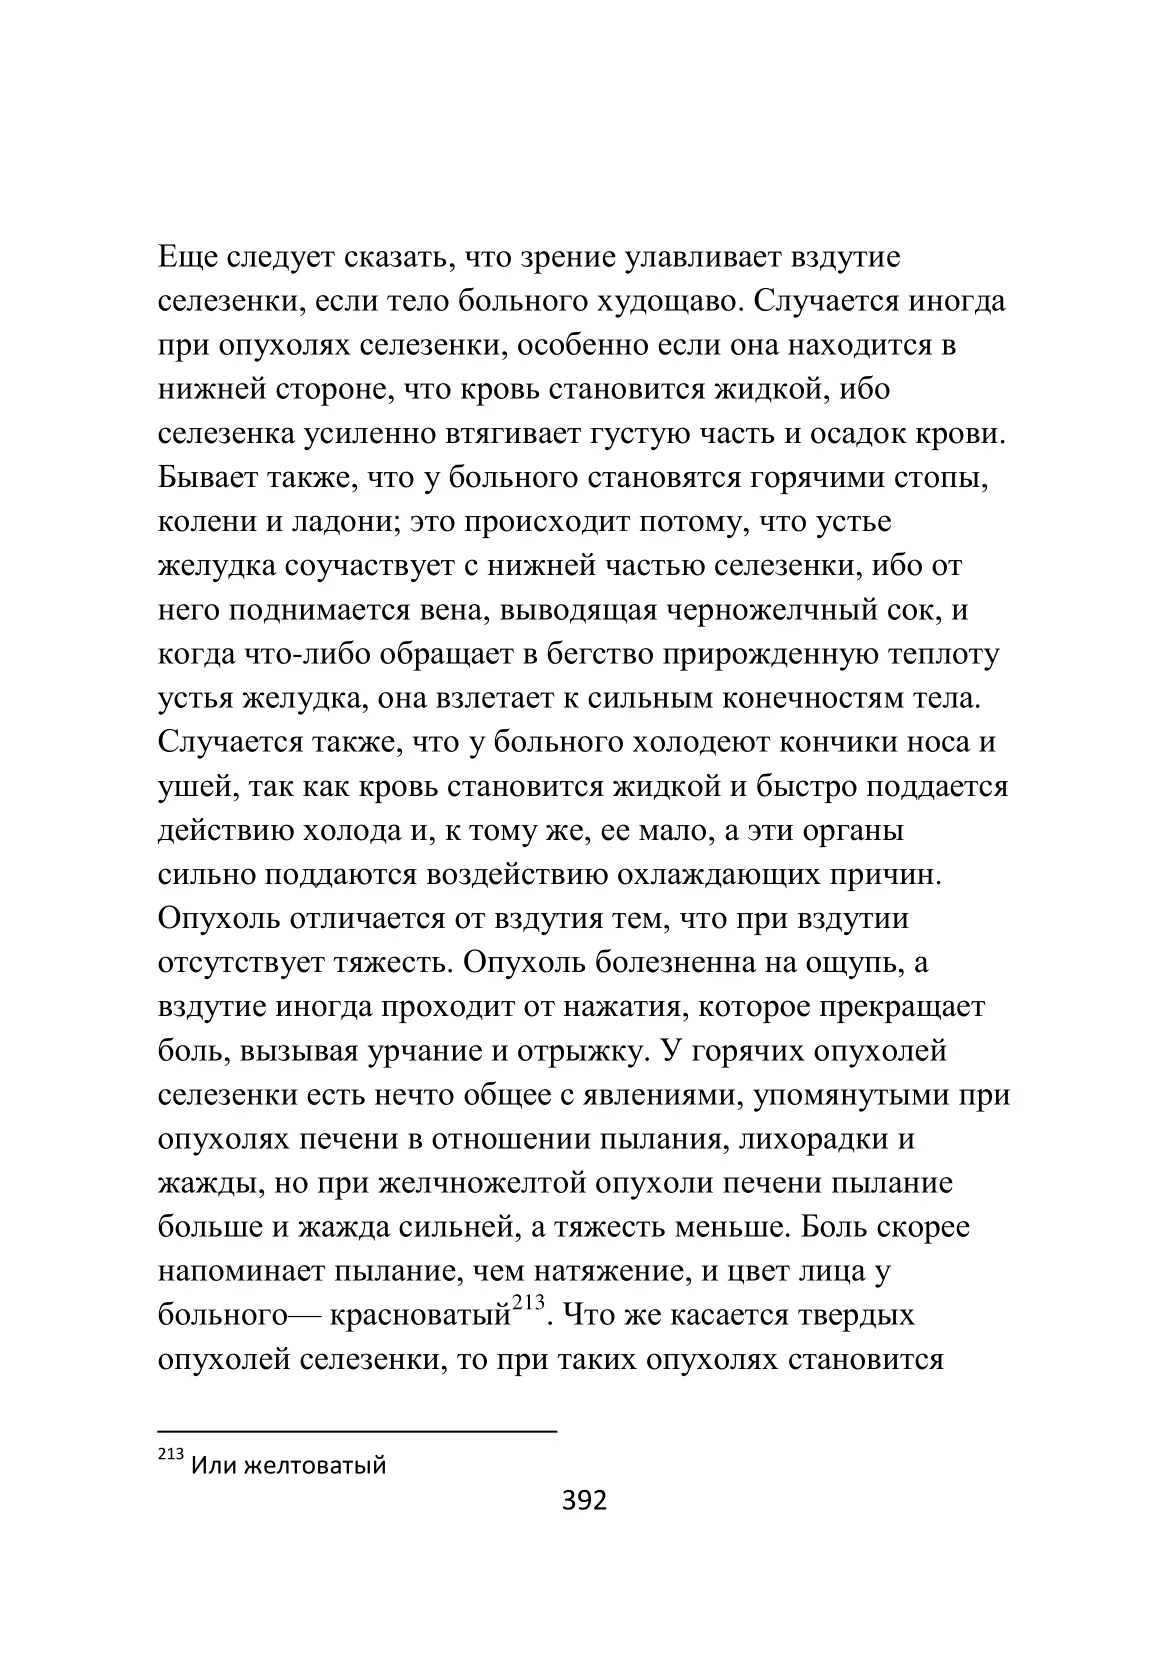 Еще следует сказать, что зрение улавливает вздутие
селезенки, если тело больного худощаво. Случается иногда
при опухолях селезенки, особенно если она находится в
нижней стороне, что кровь становится жидкой, ибо
селезенка усиленно втягивает густую часть и осадок крови.
Бывает также, что у больного становятся горячими стопы,
колени и ладони; это происходит потому, что устье
желудка соучаствует с нижней частью селезенки, ибо от
него поднимается вена, выводящая черножелчный сок, и
когда что-либо обращает в бегство прирожденную теплоту
устья желудка, она взлетает к сильным конечностям тела.
Случается также, что у больного холодеют кончики носа и
ушей, так как кровь становится жидкой и быстро поддается
действию холода и, к тому же, ее мало, а эти органы
сильно поддаются воздействию охлаждающих причин.
Опухоль отличается от вздутия тем, что при вздутии
отсутствует тяжесть. Опухоль болезненна на ощупь, а
вздутие иногда проходит от нажатия, которое прекращает
боль, вызывая урчание и отрыжку. У горячих опухолей
селезенки есть нечто общее с явлениями, упомянутыми при
опухолях печени в отношении пылания, лихорадки и
жажды, но при желчножелтой опухоли печени пылание
больше и жажда сильней, а тяжесть меньше. Боль скорее
напоминает пылание, чем натяжение, и цвет лица у
больного— красноватый213. Что же касается твердых
опухолей селезенки, то при таких опухолях становится
213 Или желтоватый
392